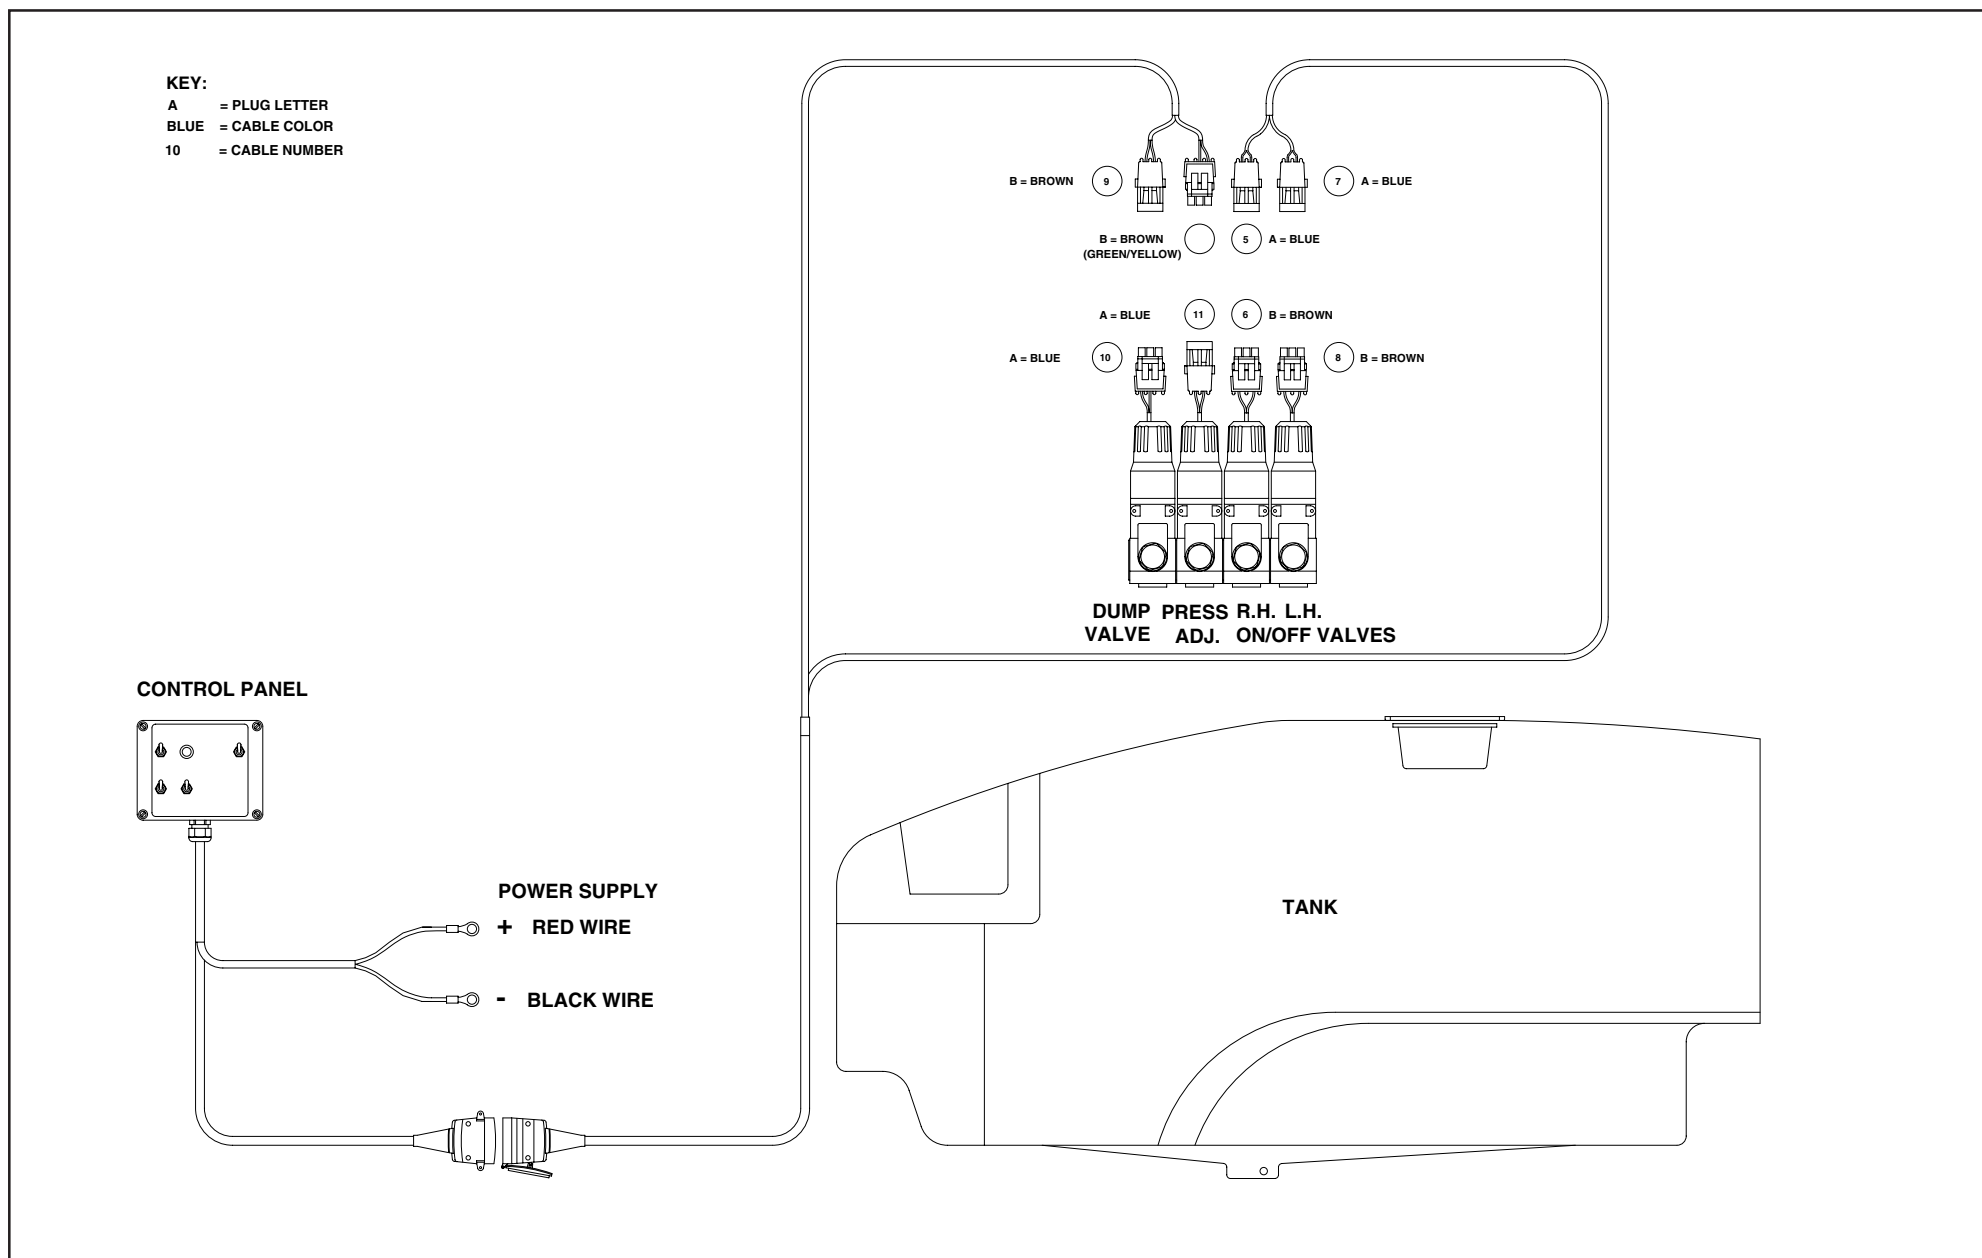 KEY:
A = PLUG LETTER
BLUE = CABLE COLOR
10 = CABLE NUMBER
B = BROWN 9 7 A = BLUE
B = BROWN 5 A = BLUE
(GREEN/YELLOW)
A = BLUE 11 6 B = BROWN
A = BLUE 10 8 B = BROWN
DUMP PRESS R.H. L.H.
VALVE ADJ. ON/OFF VALVES
CONTROL PANEL
POWER SUPPLY
+ RED WIRE
- BLACK WIRE
TANK